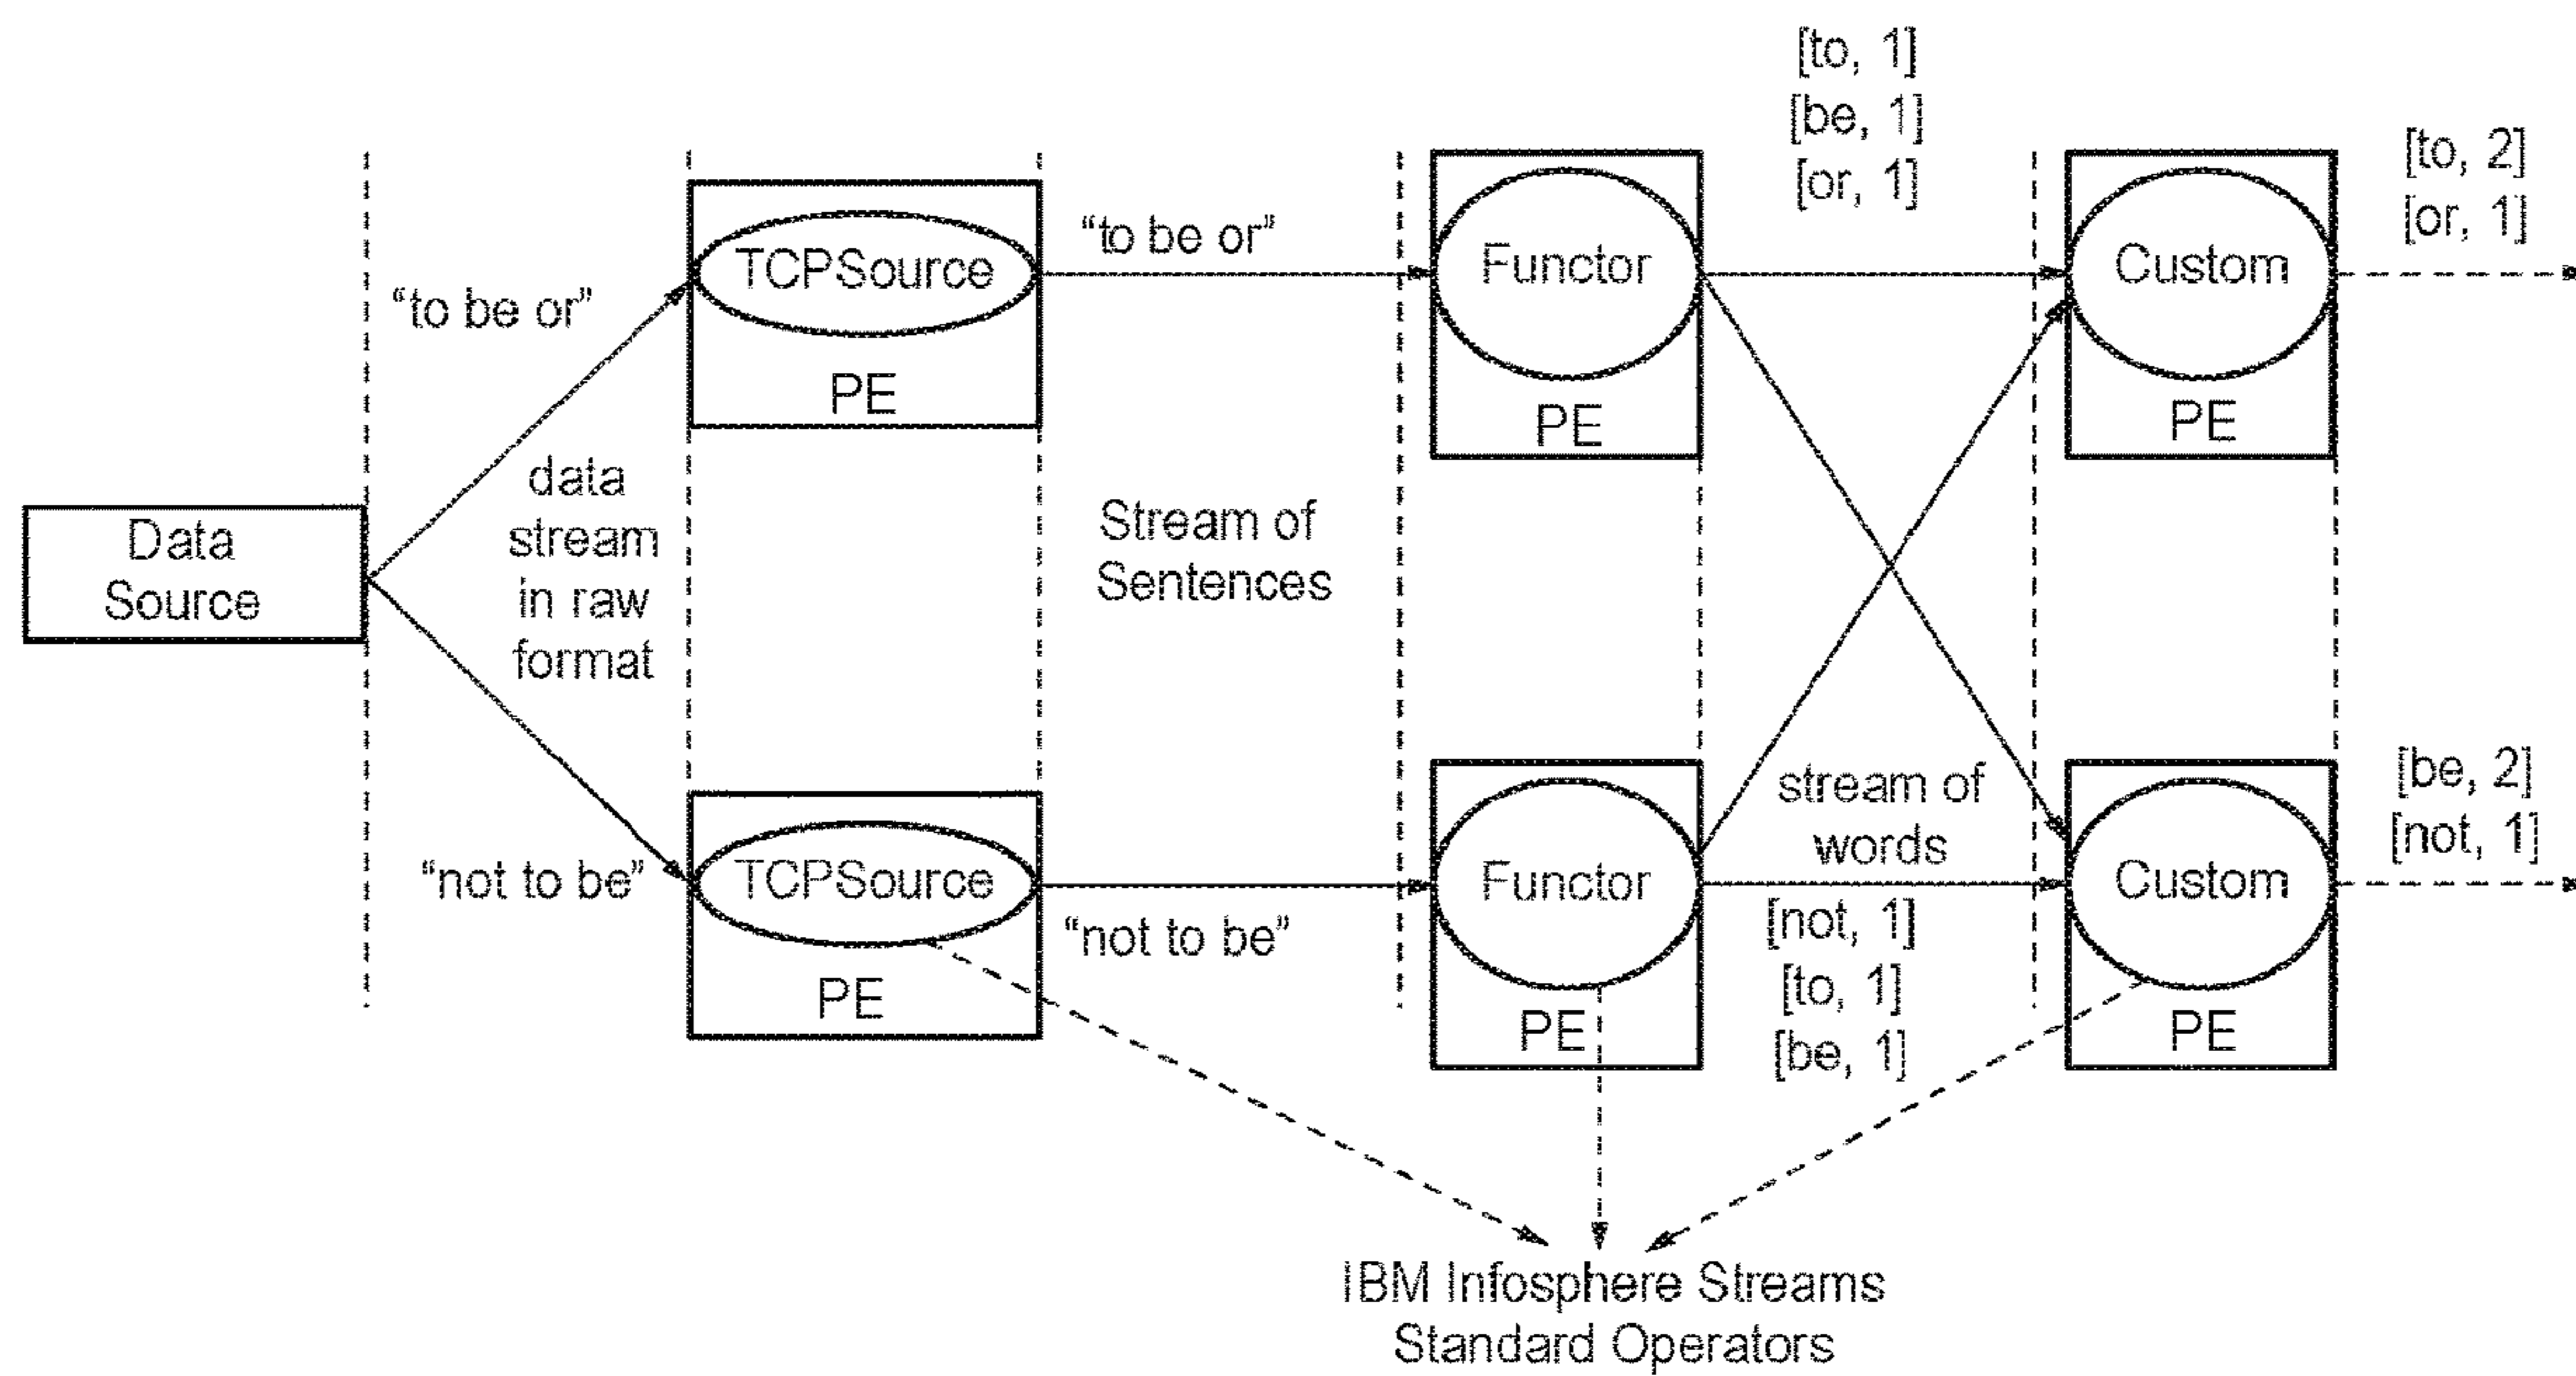 [to, 1]
[be, 1]
[or, 1]
[to, 2]
[or, 1]
"to be or"
TCPSource
PE
"to be or"
Functor
PE
Custom
PE
data
stream
in raw
format
Data
Source
Stream of
Sentences
"not to be"
TCPSource
PE
"not to be"
Functor
PE
stream of
words
[not, 1]
[to, 1]
[be, 1]
Custom
PE
[be, 2]
[not, 1]
IBM Infosphere Streams
Standard Operators